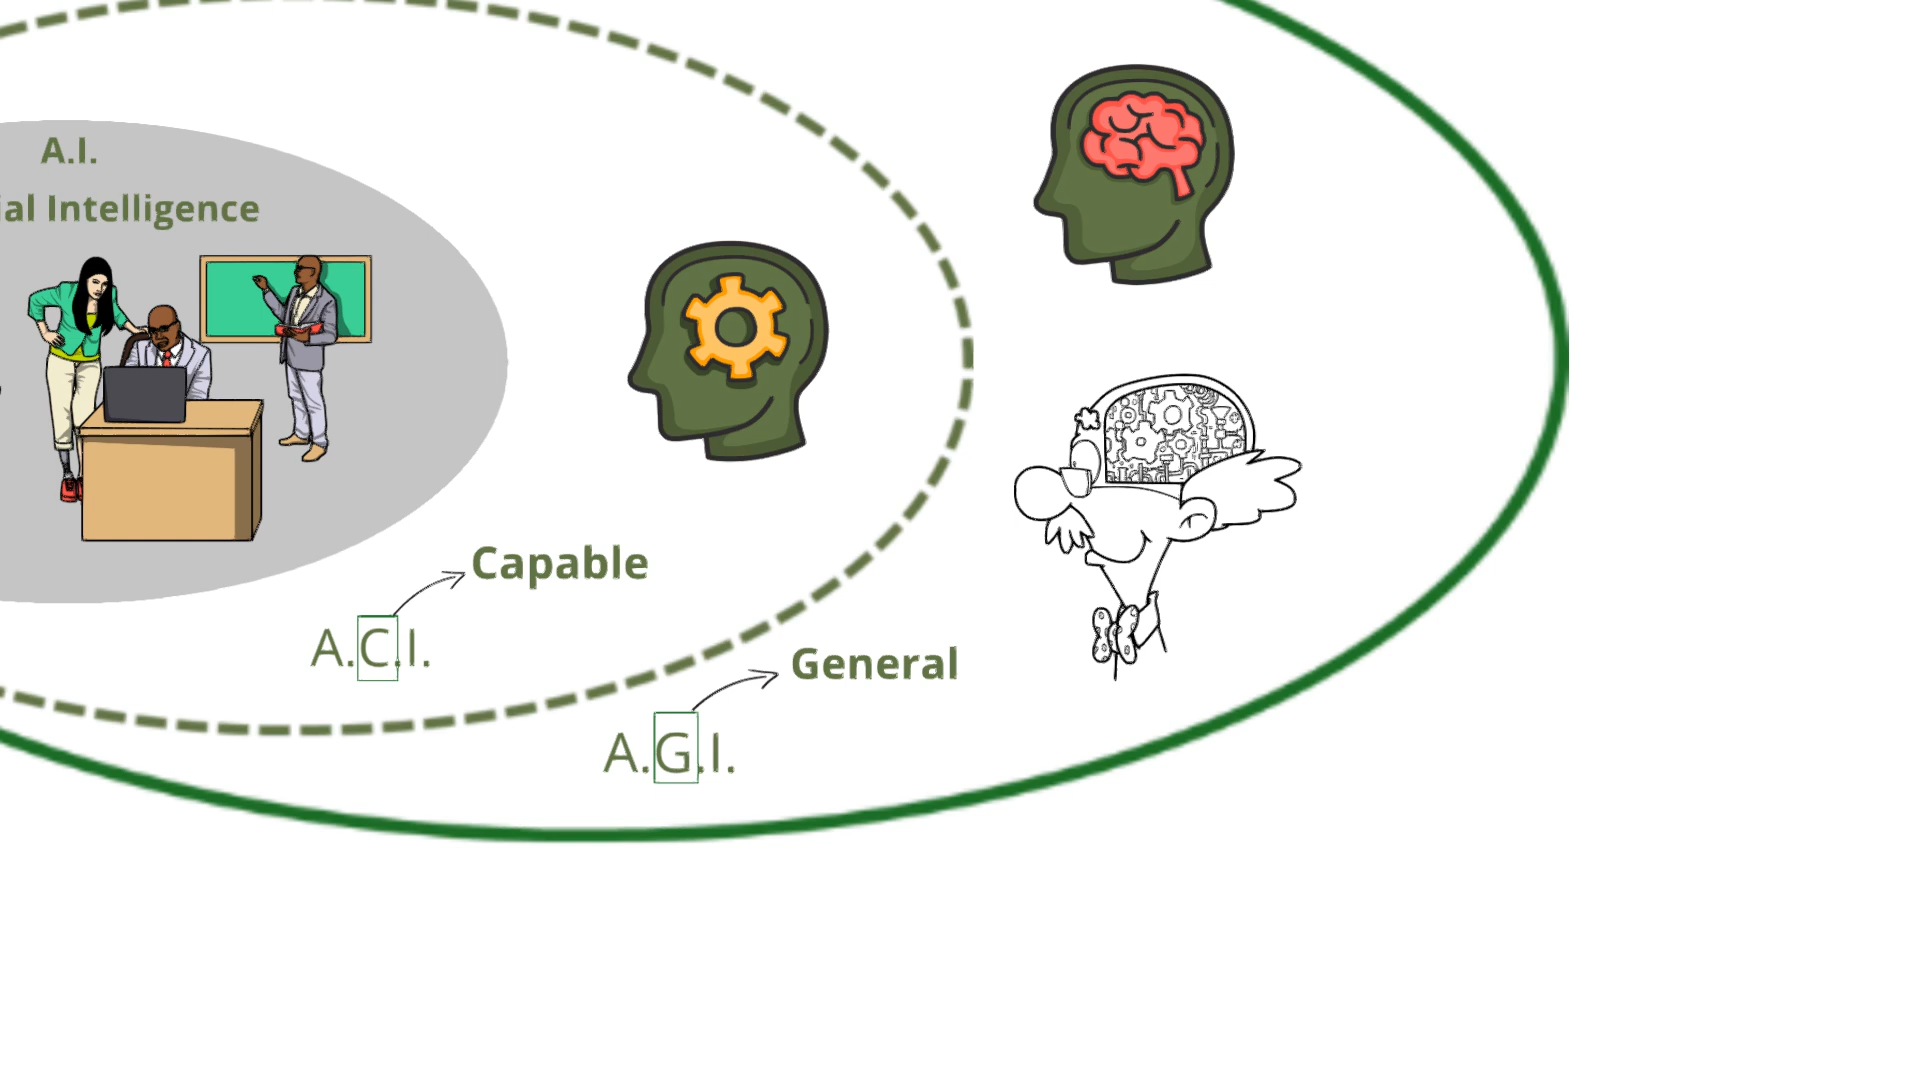 A.I.
ial Intelligence
Capable
A.C.I.
General
A.G.I.